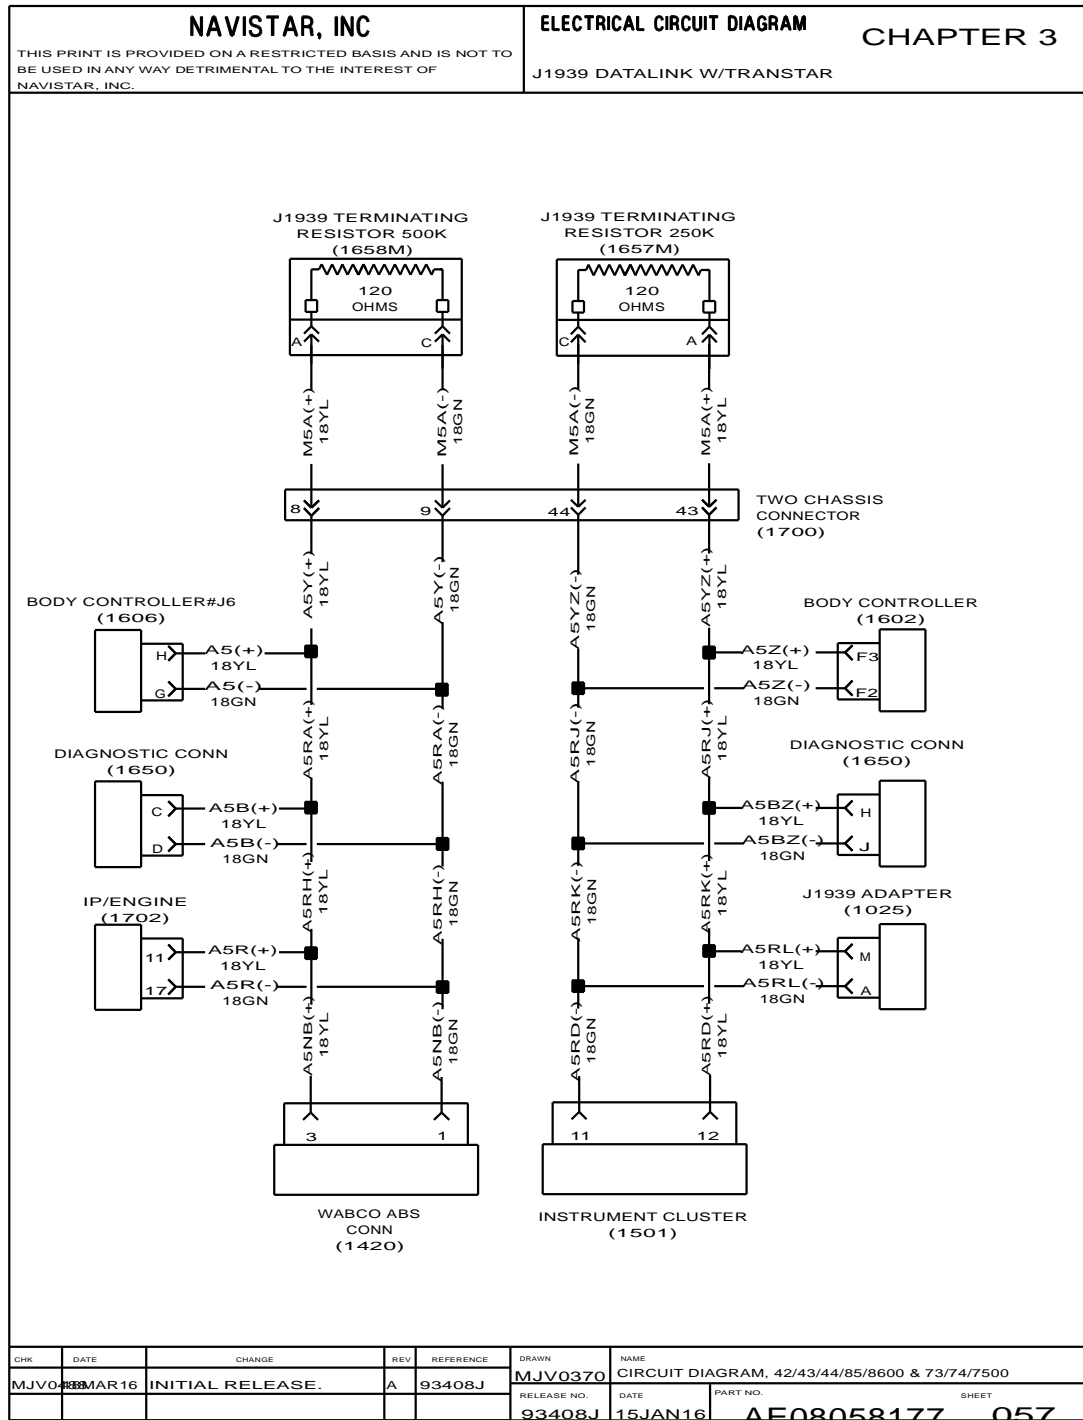 NAVISTAR, INC
THIS PRINT IS PROVIDED ON A RESTRICTED BASIS AND IS NOT TO
BE USED IN ANY WAY DETRIMENTAL TO THE INTEREST OF
NAVISTAR, INC.
ELECTRICAL CIRCUIT DIAGRAM
CHAPTER 3
J1939 DATALINK W/TRANSTAR
J1939 TERMINATING
RESISTOR 500K
(1658M)
120
OHMS
A
C
J1939 TERMINATING
RESISTOR 250K
(1657M)
120
OHMS
C
A
M5A(+)
18YL
M5A(-)
18GN
M5A(-)
18GN
M5A(+)
18YL
8
9
44
43
TWO CHASSIS
CONNECTOR
(1700)
A5Y(+)
18YL
A5Y(-)
18GN
A5YZ(-)
18GN
A5YZ(+)
18YL
BODY CONTROLLER#J6
(1606)
H
A5(+)
18YL
G
A5(-)
18GN
BODY CONTROLLER
(1602)
A5Z(+)
18YL
F3
A5Z(-)
18GN
F2
A5RA(+)
18YL
A5RA(-)
18GN
A5RJ(-)
18GN
A5RJ(+)
18YL
DIAGNOSTIC CONN
(1650)
C
A5B(+)
18YL
D
A5B(-)
18GN
DIAGNOSTIC CONN
(1650)
A5BZ(+)
18YL
H
A5BZ(-)
18GN
J
A5RH(+)
18YL
A5RH(-)
18GN
A5RK(-)
18GN
A5RK(+)
18YL
IP/ENGINE
(1702)
11
A5R(+)
18YL
17
A5R(-)
18GN
J1939 ADAPTER
(1025)
A5RL(+)
18YL
M
A5RL(-)
18GN
A
A5NB(+)
18YL
A5NB(-)
18GN
A5RD(-)
18GN
A5RD(+)
18YL
3
1
11
12
WABCO ABS
CONN
(1420)
INSTRUMENT CLUSTER
(1501)
CHK DATE CHANGE REV REFERENCE
INITIAL RELEASE. A 93408J
DRAWN
MJV0370
NAME
CIRCUIT DIAGRAM, 42/43/44/85/8600 & 73/74/7500
RELEASE NO.
93408J
DATE
15JAN16
PART NO.
AE08058177
SHEET
057